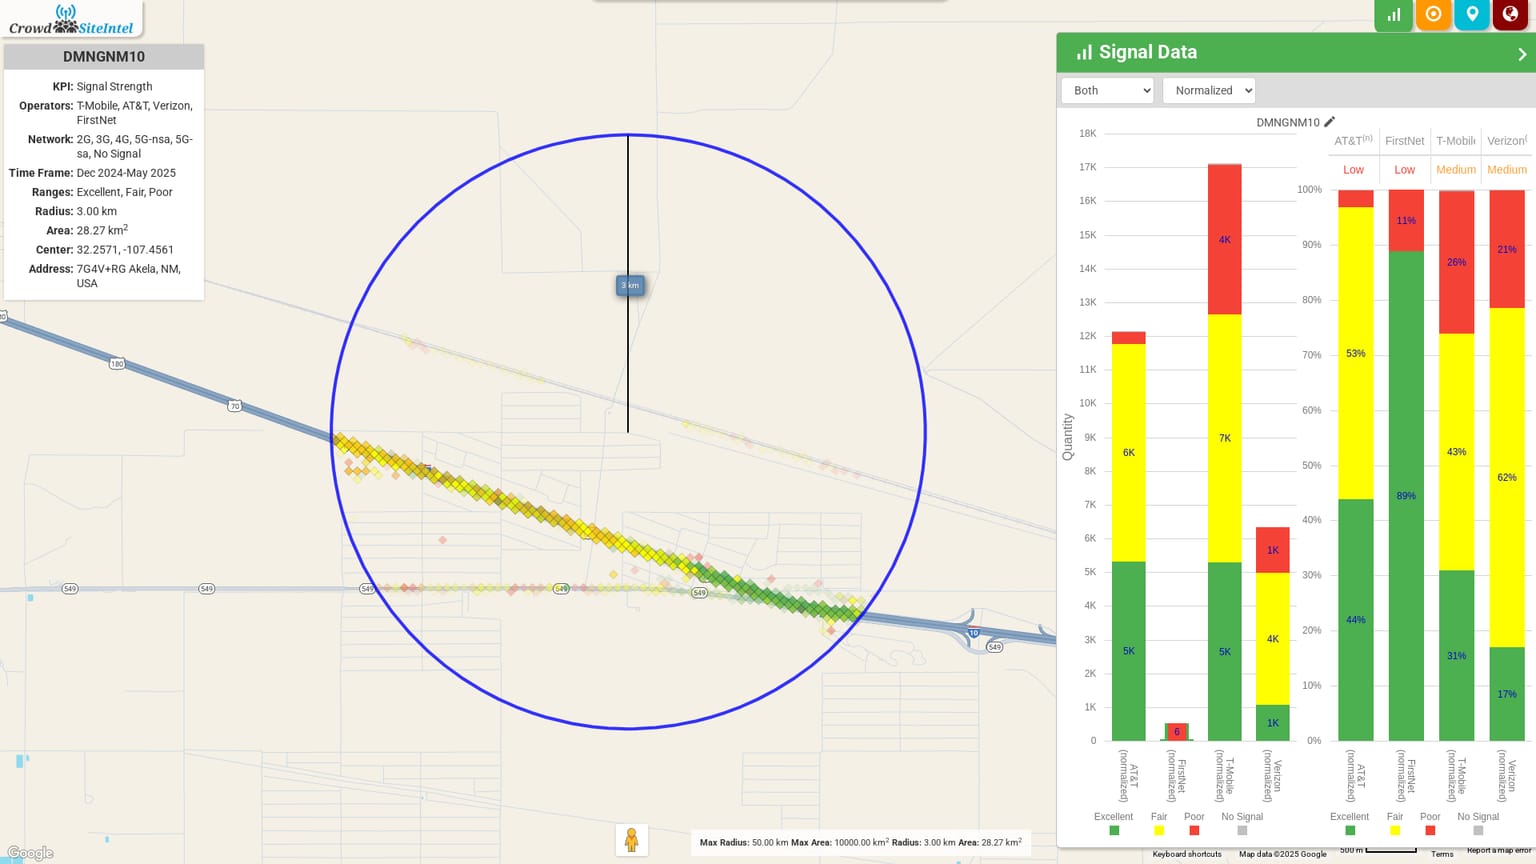 Crowd SiteIntel
DMNGNM10
KPI: Signal Strength
Operators: T-Mobile, AT&T, Verizon,
FirstNet
Network: 2G, 3G, 4G, 5G-nsa, 5G-
sa, No Signal
Time Frame: Dec 2024-May 2025
Ranges: Excellent, Fair, Poor
Radius: 3.00 km
Area: 28.27 km²
Center: 32.2571, -107.4561
Address: 7G4V+RG Akela, NM,
USA
3 km
180
70
549
549
549
549
549
10
549
Google
Max Radius: 50.00 km Max Area: 10000.00 km² Radius: 3.00 km Area: 28.27 km²
Signal Data
Both
Normalized
DMNGNM10
Quantity
18K
17K
16K
15K
14K
13K
12K
11K
10K
9K
8K
7K
6K
5K
4K
3K
2K
1K
0
6K
5K
6
4K
7K
5K
1K
4K
1K
AT&T (normalized)
FirstNet (normalized)
T-Mobile (normalized)
Verizon (normalized)
Excellent
Fair
Poor
No Signal
AT&T(n)
FirstNet
T-Mobil
Verizon(
Low
Low
Medium
Medium
100%
90%
80%
70%
60%
50%
40%
30%
20%
10%
0%
53%
44%
11%
89%
26%
43%
31%
21%
62%
17%
AT&T (normalized)
FirstNet (normalized)
T-Mobile (normalized)
Verizon (normalized)
Excellent
Fair
Poor
No Signal
Keyboard shortcuts
Map data ©2025 Google
500 m
Terms
Report a map error